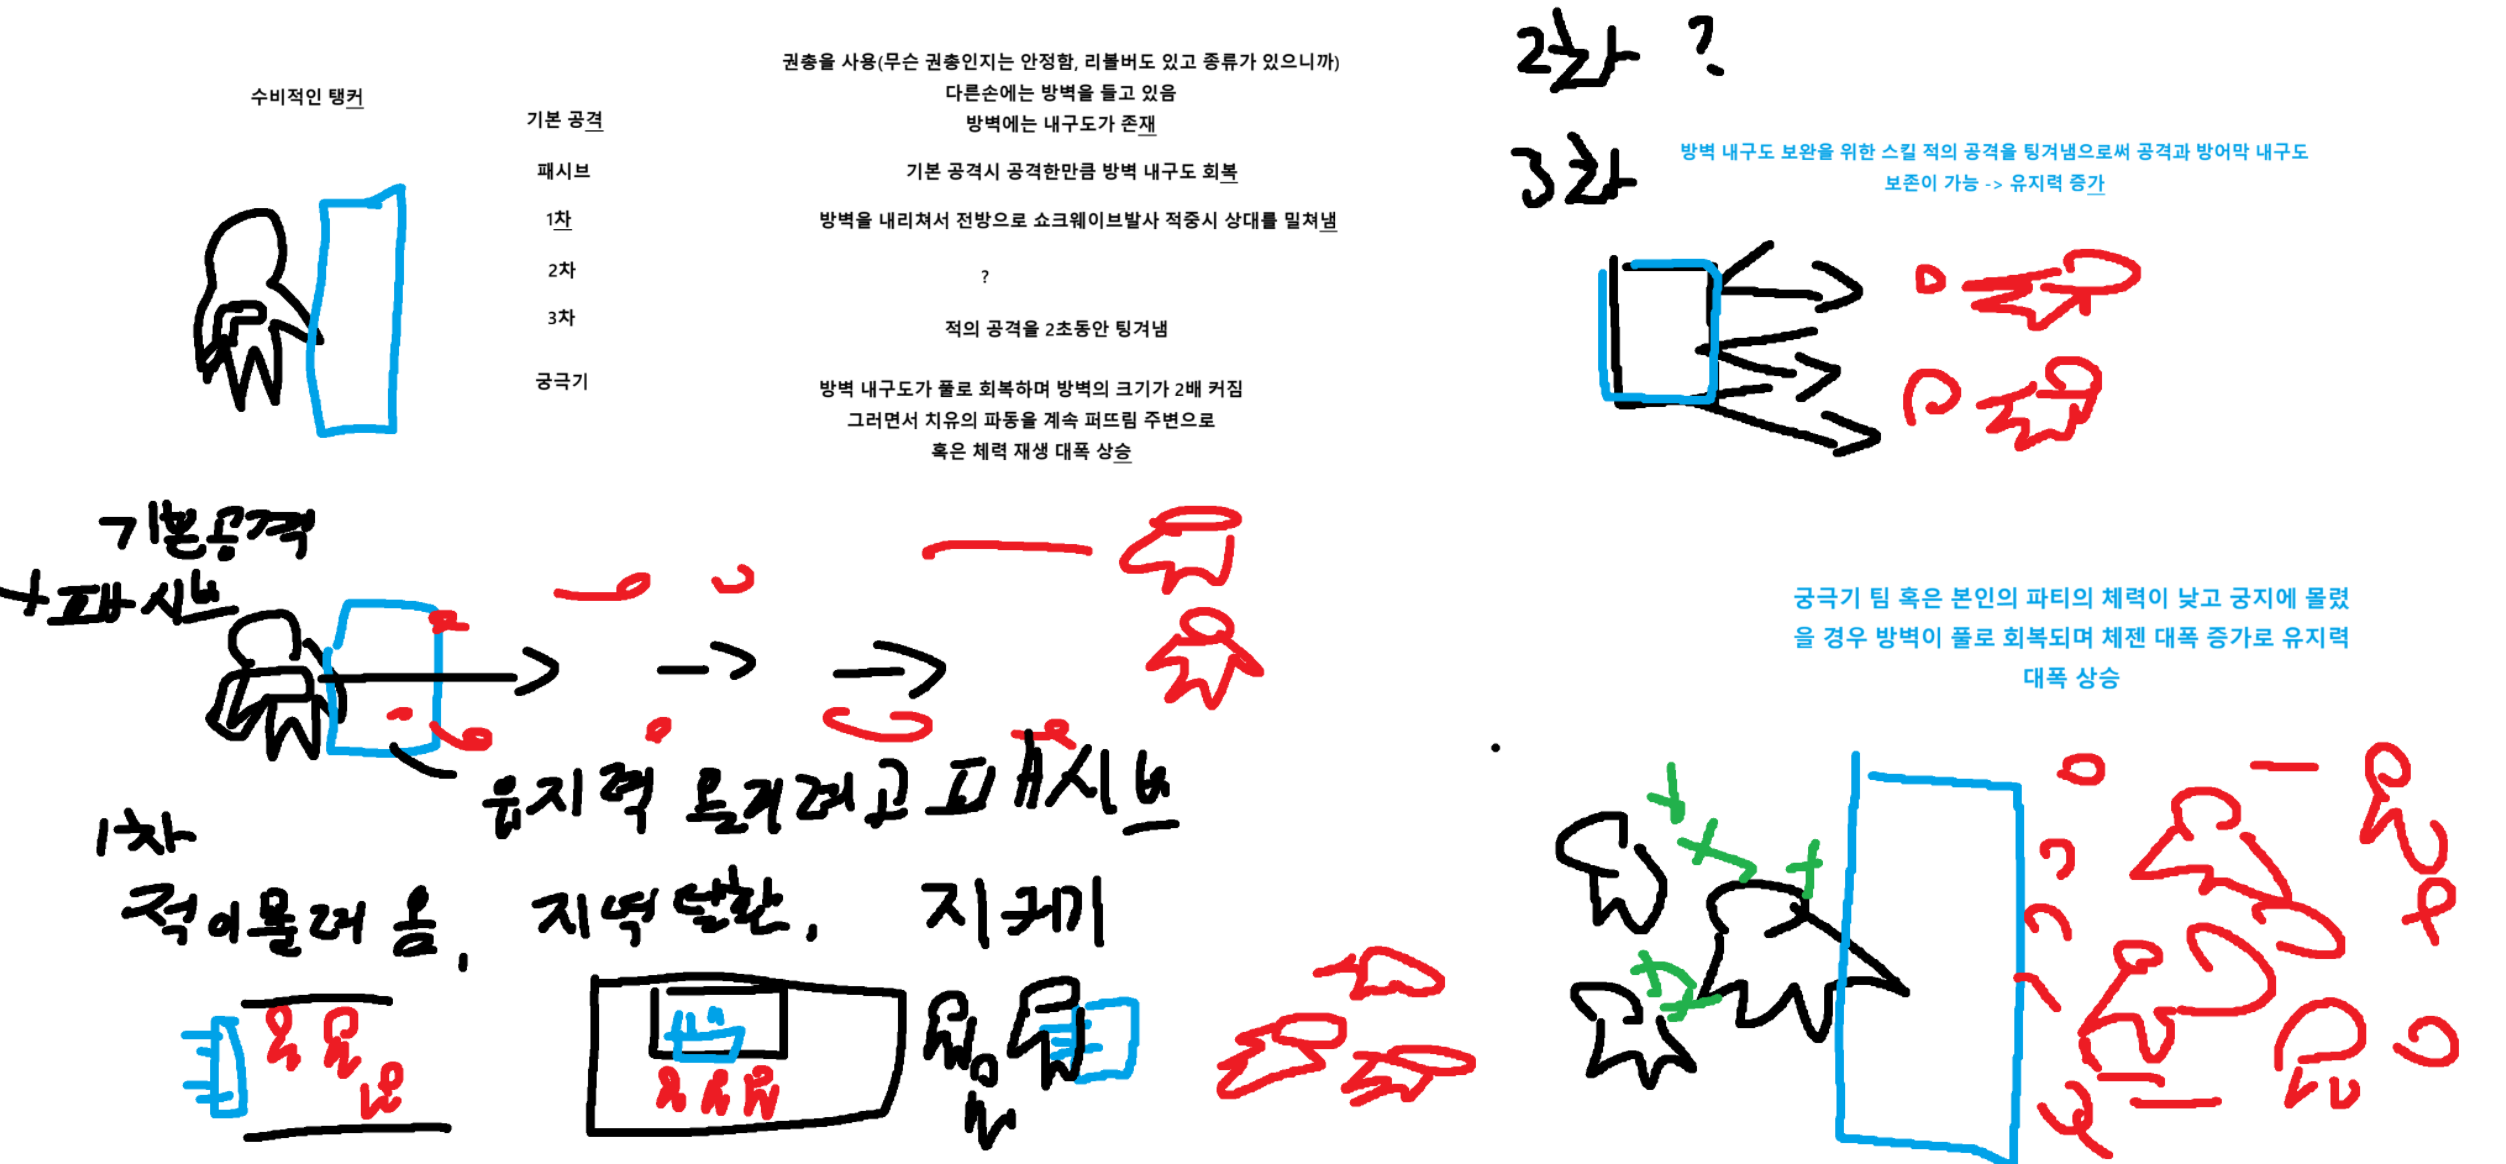 수비적인 탱커
기본 공격
권총을 사용(무슨 권총인지는 안정함, 리볼버도 있고 종류가 있으니까)
다른손에는 방벽을 들고 있음
방벽에는 내구도가 존재
패시브
기본 공격시 공격한만큼 방벽 내구도 회복
1차
방벽을 내리쳐서 전방으로 쇼크웨이브발사 적중시 상대를 밀쳐냄
2차
?
3차
적의 공격을 2초동안 튕겨냄
궁극기
방벽 내구도가 풀로 회복하며 방벽의 크기가 2배 커짐
그러면서 치유의 파동을 계속 퍼뜨림 주변으로
혹은 체력 재생 대폭 상승
2차 ?
3차
방벽 내구도 보완을 위한 스킬 적의 공격을 팅겨냄으로써 공격과 방어막 내구도
보존이 가능 -> 유지력 증가
기본공격
+패시브
유지력 올리려고 패시브
1차
적이 몰려 옴, 지역 탈환, 지키기
궁극기 팀 혹은 본인의 파티의 체력이 낮고 궁지에 몰렸
을 경우 방벽이 풀로 회복되며 체젠 대폭 증가로 유지력
대폭 상승